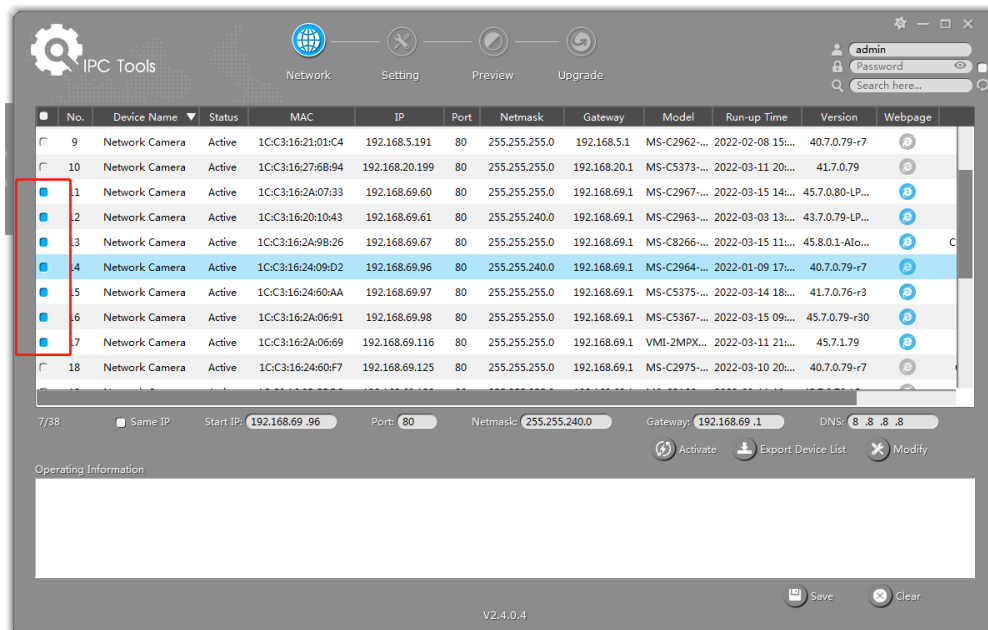 IPC Tools
Network Setting Preview Upgrade
admin
Password
Search here...
No. Device Name ▼ Status MAC IP Port Netmask Gateway Model Run-up Time Version Webpage
9 Network Camera Active 1C:C3:16:21:01:C4 192.168.5.191 80 255.255.255.0 192.168.5.1 MS-C2962-... 2022-02-08 15:... 40.7.0.79-r7
10 Network Camera Active 1C:C3:16:27:6B:94 192.168.20.199 80 255.255.255.0 192.168.20.1 MS-C5373-... 2022-03-11 20:... 41.7.0.79
11 Network Camera Active 1C:C3:16:2A:07:33 192.168.69.60 80 255.255.255.0 192.168.69.1 MS-C2967-... 2022-03-15 14:... 45.7.0.80-LP...
12 Network Camera Active 1C:C3:16:20:10:43 192.168.69.61 80 255.255.240.0 192.168.69.1 MS-C2963-... 2022-03-03 13:... 43.7.0.79-LP...
13 Network Camera Active 1C:C3:16:2A:9B:26 192.168.69.67 80 255.255.240.0 192.168.69.1 MS-C8266-... 2022-03-15 11:... 45.8.0.1-AIo... C
14 Network Camera Active 1C:C3:16:24:09:D2 192.168.69.96 80 255.255.240.0 192.168.69.1 MS-C2964-... 2022-01-09 17:... 40.7.0.79-r7
15 Network Camera Active 1C:C3:16:24:60:AA 192.168.69.97 80 255.255.255.0 192.168.69.1 MS-C5375-... 2022-03-14 18:... 41.7.0.76-r3
16 Network Camera Active 1C:C3:16:2A:06:91 192.168.69.98 80 255.255.255.0 192.168.69.1 MS-C5367-... 2022-03-15 09:... 45.7.0.79-r30
17 Network Camera Active 1C:C3:16:2A:06:69 192.168.69.116 80 255.255.255.0 192.168.69.1 VMI-2MPX... 2022-03-11 21:... 45.7.1.79
18 Network Camera Active 1C:C3:16:24:60:F7 192.168.69.125 80 255.255.255.0 192.168.69.1 MS-C2975-... 2022-03-10 20:... 40.7.0.79-r7
7/38 Same IP Start IP: 192.168.69 .96 Port: 80 Netmask: 255.255.240.0 Gateway: 192.168.69 .1 DNS: 8 .8 .8 .8
Activate Export Device List Modify
Operating Information
Save Clear
V2.4.0.4